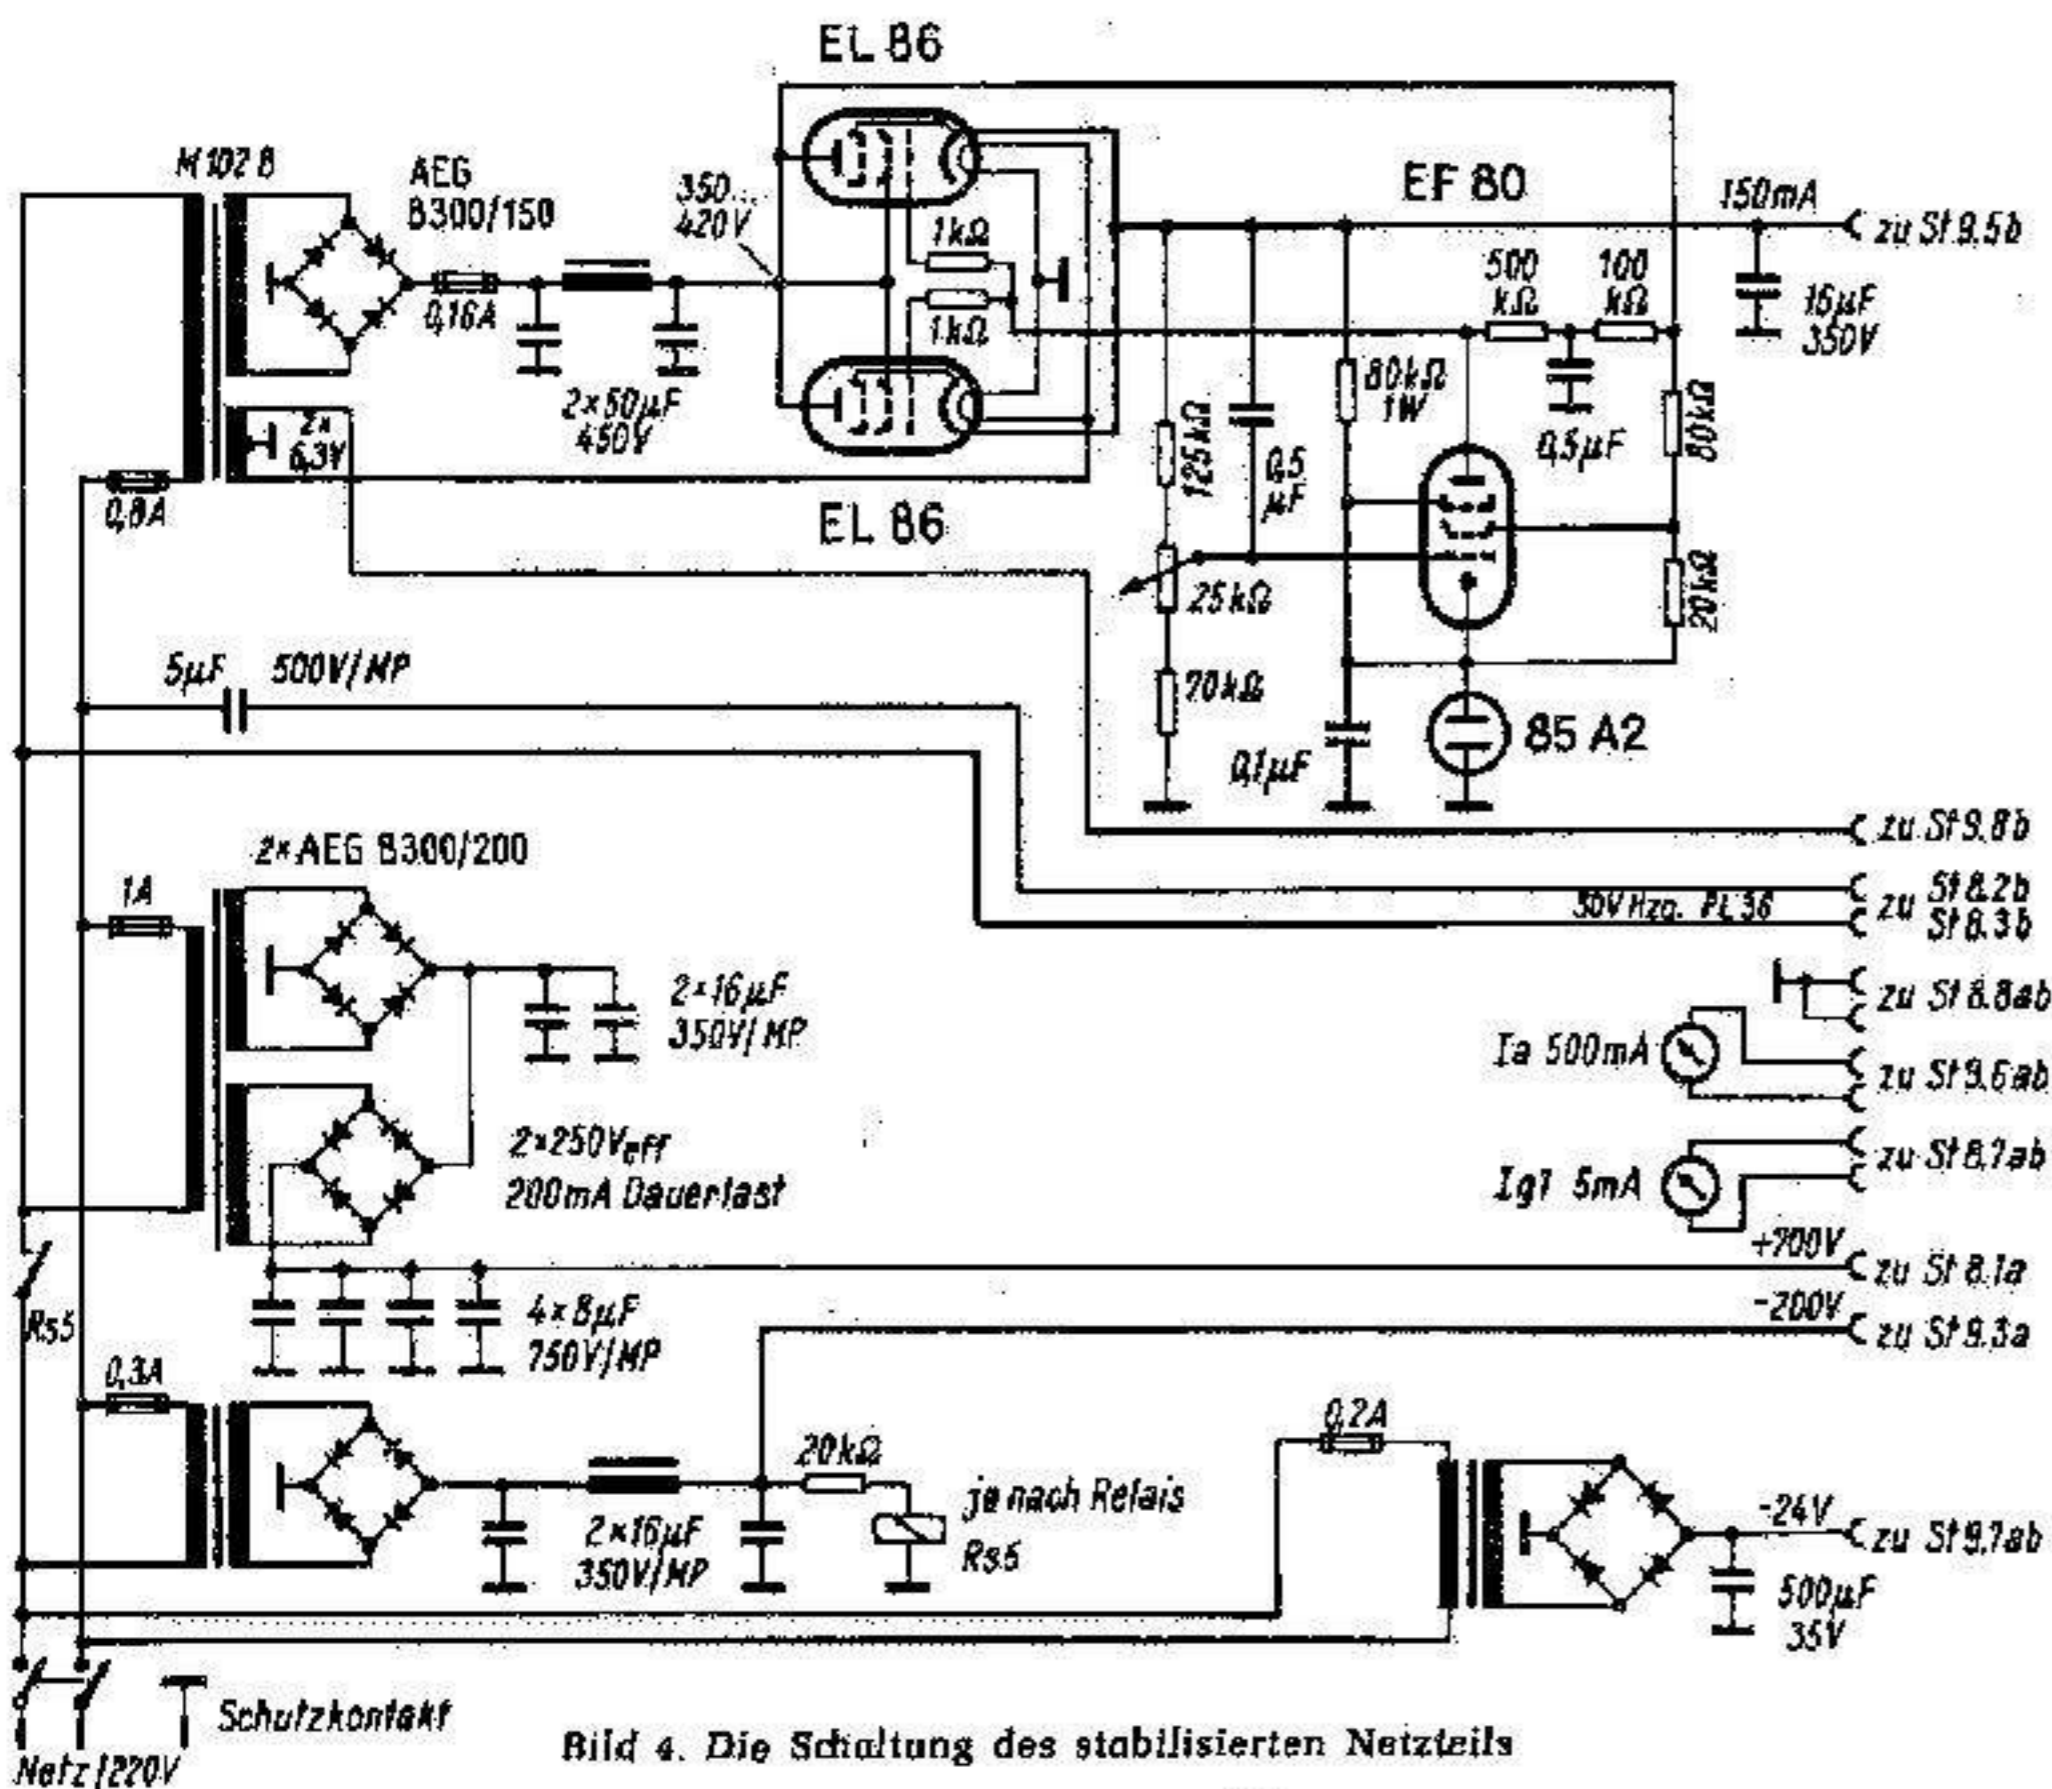 EL 86
M 102 B
AEG
B300/150
350...
420V
EF 80
150mA
zu St 9.5b
1kΩ
1kΩ
500
kΩ
100
kΩ
16µF
350V
0,16A
2×50µF
450V
2×
6,3V
0,8A
EL 86
125kΩ
0,5
µF
80kΩ
1W
0,5µF
80kΩ
25kΩ
20kΩ
70kΩ
0,1µF
85 A2
5µF 500V/MP
zu St 9.8b
2×AEG B300/200
1A
St 8.2b
zu
St 8.3b
PL 36
2×16µF
350V/MP
zu St 8.8ab
Ia 500mA
zu St 9.6ab
2×250Veff
200mA Dauerlast
Ig1 5mA
zu St 8.7ab
+700V
zu St 8.1a
4×8µF
750V/MP
-200V
zu St 9.3a
0,3A
20kΩ
je nach Relais
2×16µF
350V/MP
0,2A
-24V
zu St 9.7ab
500µF
35V
Schutzkontakt
Netz/220V
Bild 4. Die Schaltung des stabilisierten Netzteils